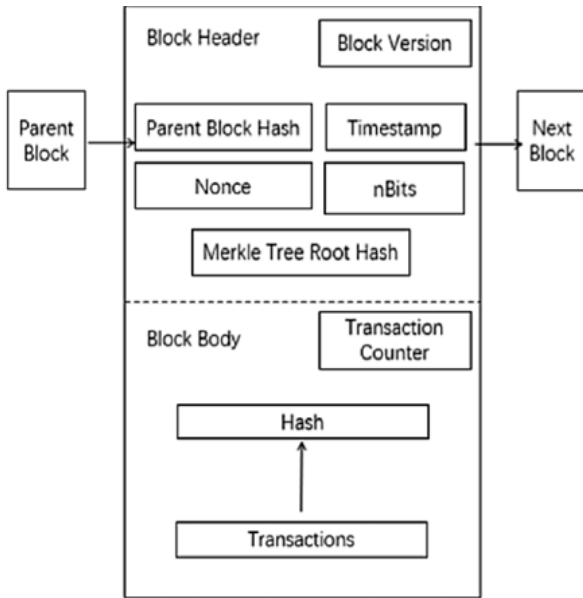 Block Header
Block Version
Parent
Block
Parent Block Hash
Timestamp
Next
Block
Nonce
nBits
Merkle Tree Root Hash
Block Body
Transaction
Counter
Hash
Transactions